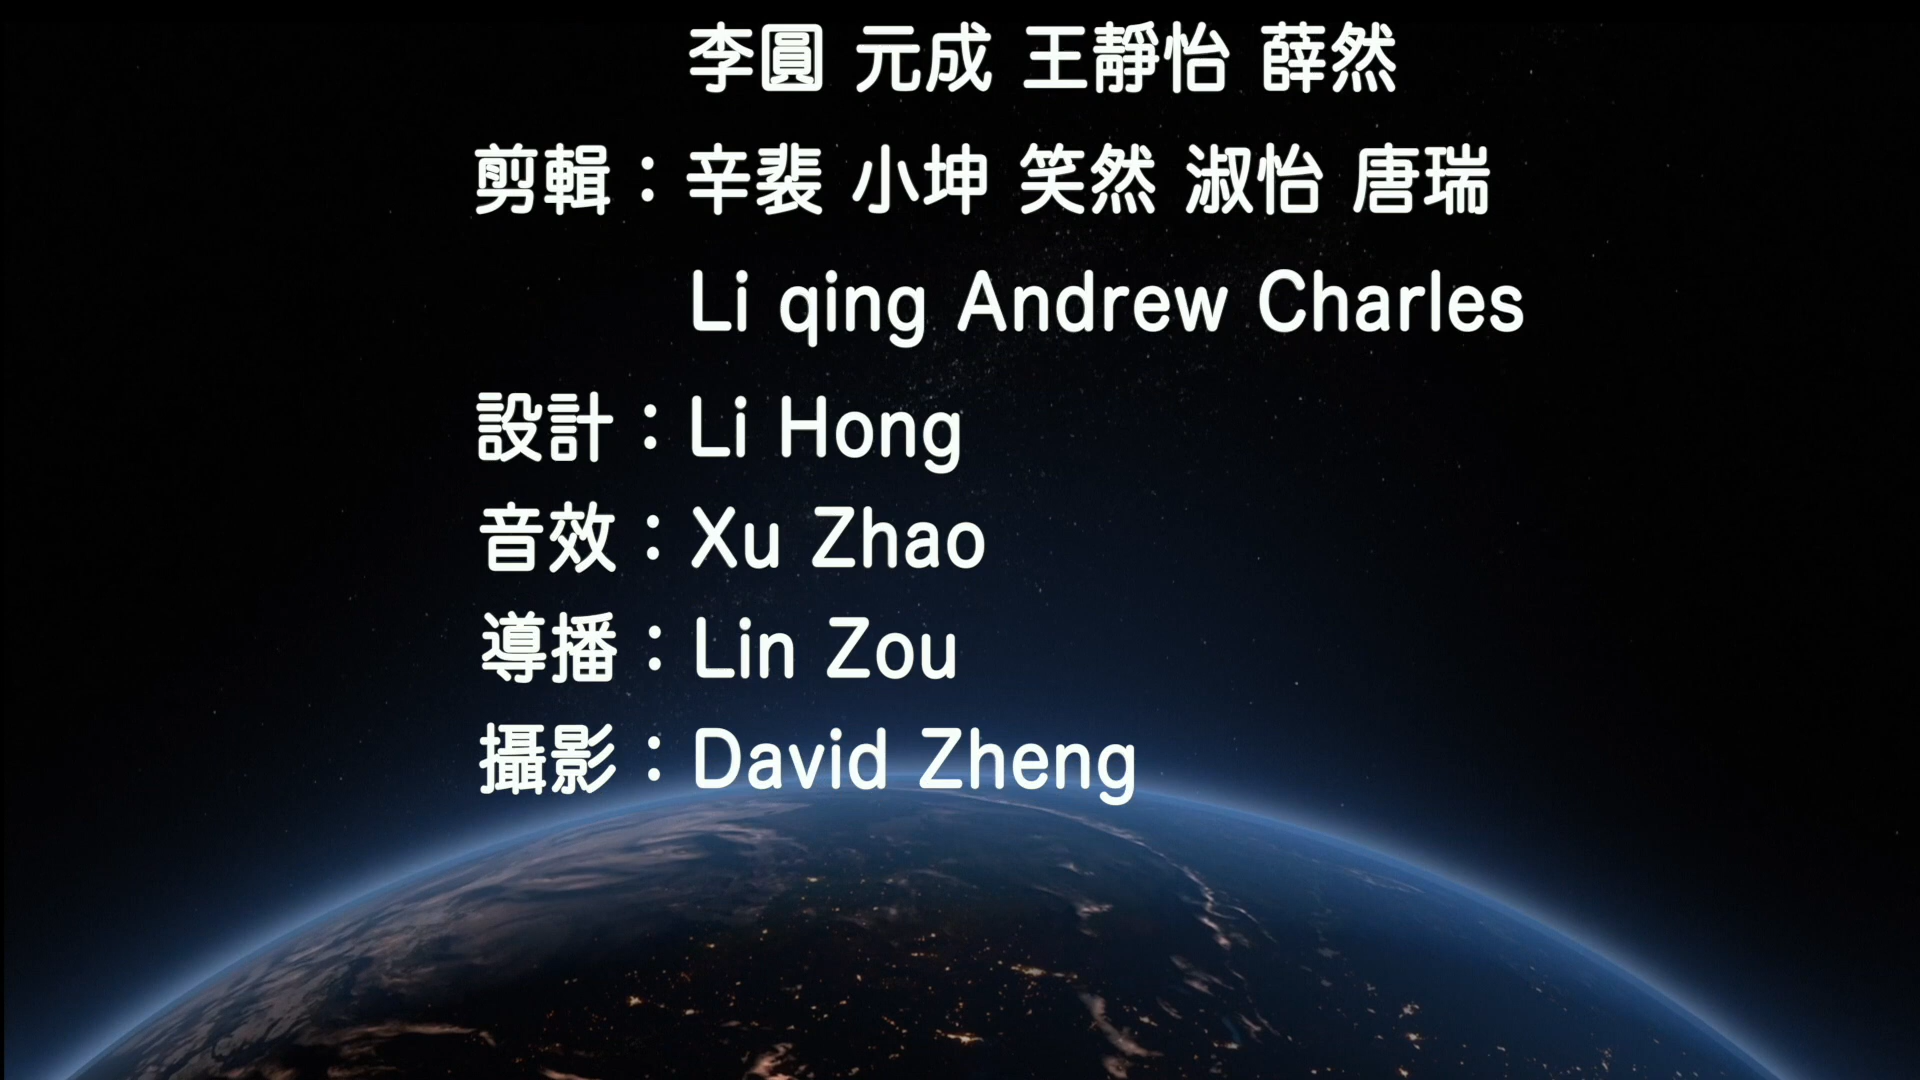 李圓 元成 王靜怡 薛然
剪輯：辛裴 小坤 笑然 淑怡 唐瑞
Li qing Andrew Charles
設計：Li Hong
音效：Xu Zhao
導播：Lin Zou
攝影：David Zheng